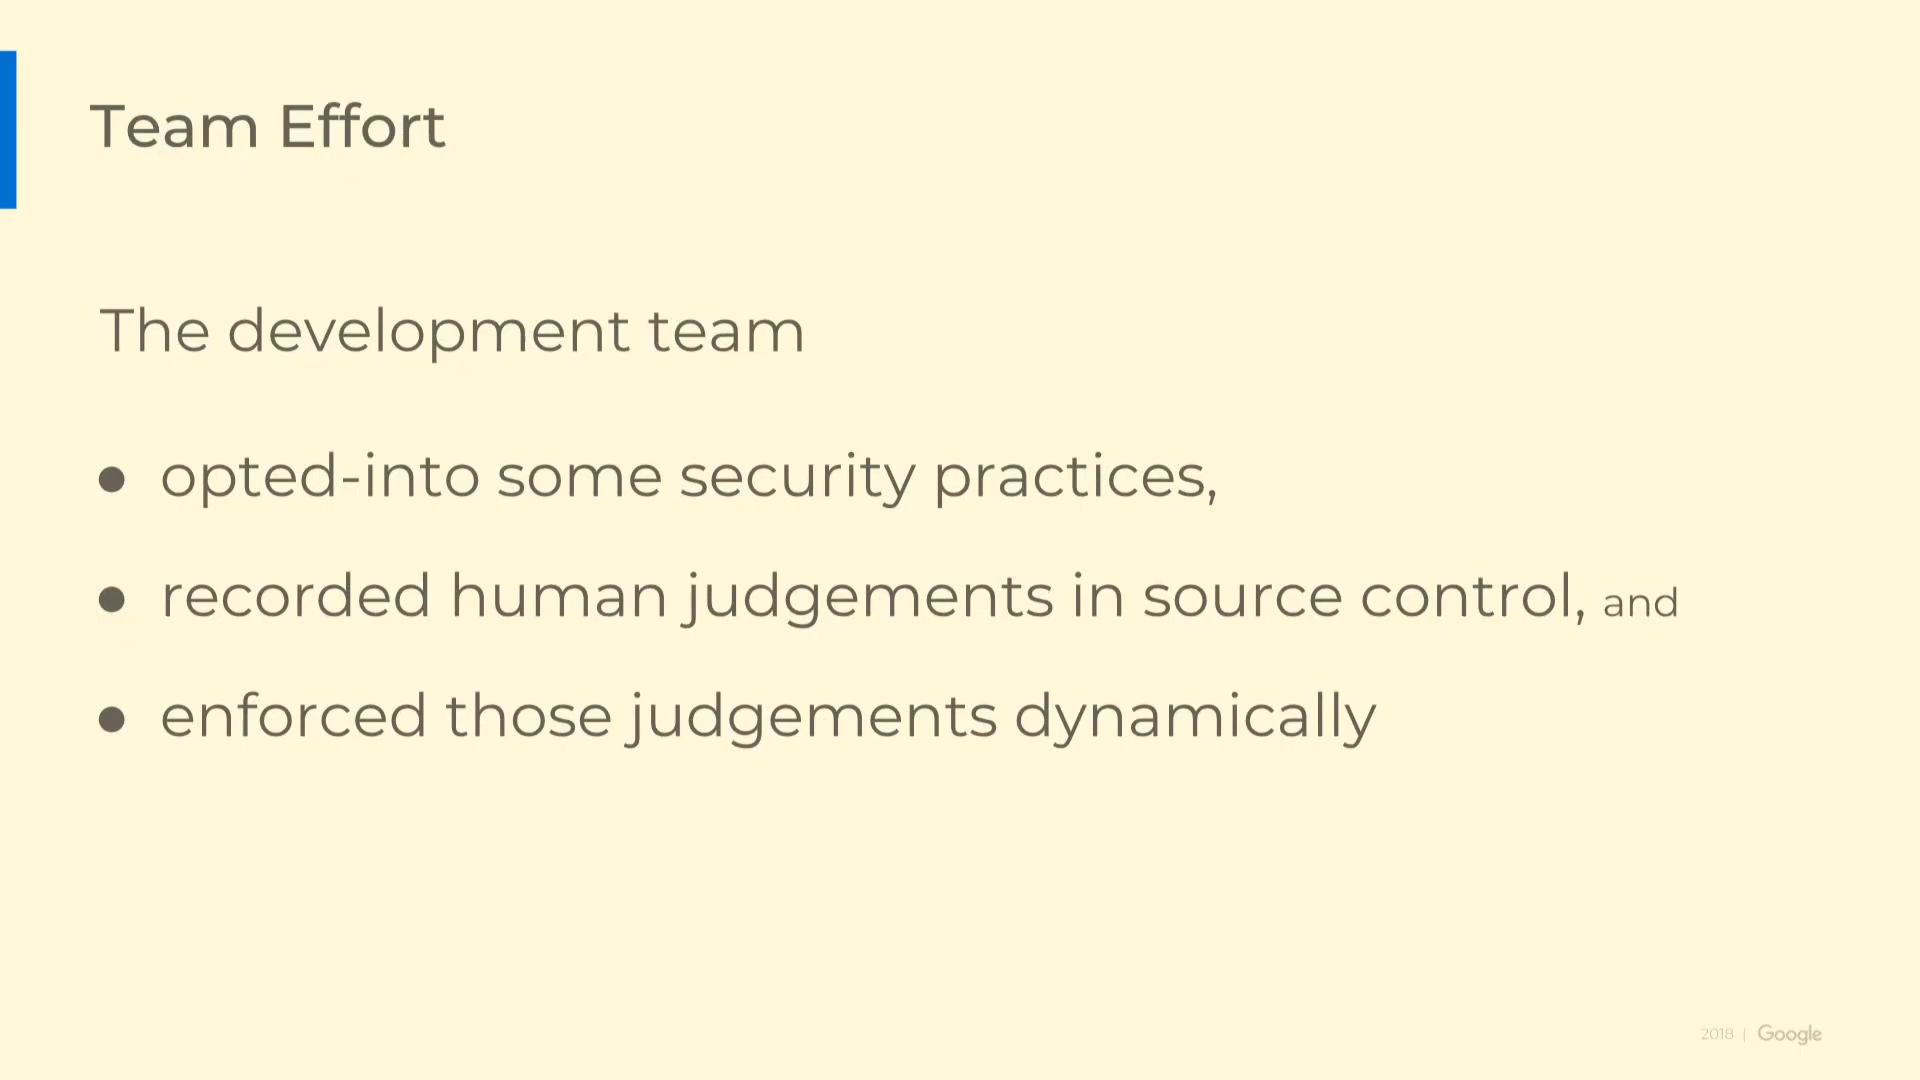 Team Effort
The development team
● opted-into some security practices,
● recorded human judgements in source control, and
● enforced those judgements dynamically
2018 | Google